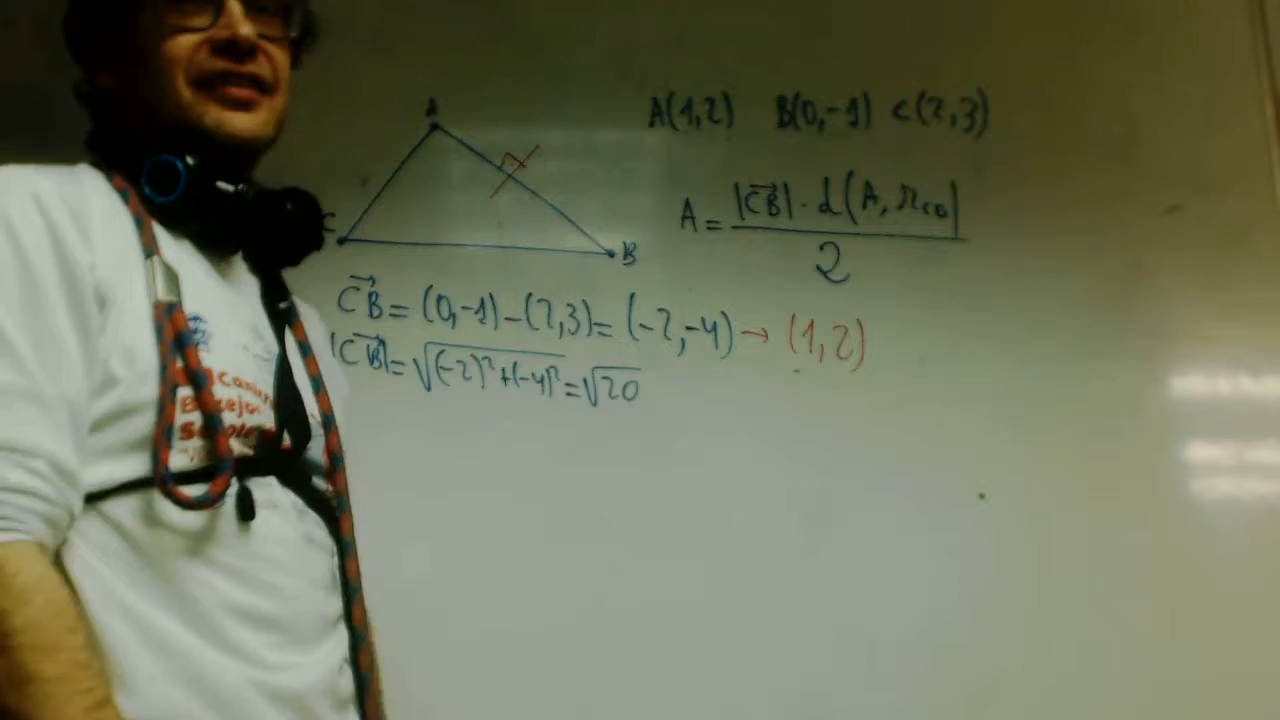 A
C
B
A(1,2) B(0,-1) C(2,3)
A = |CB→| · d(A, r_CB) / 2
CB→ = (0,-1)-(2,3)=(-2,-4)→(1,2)
|CB→| = √(-2)²+(-4)² = √20